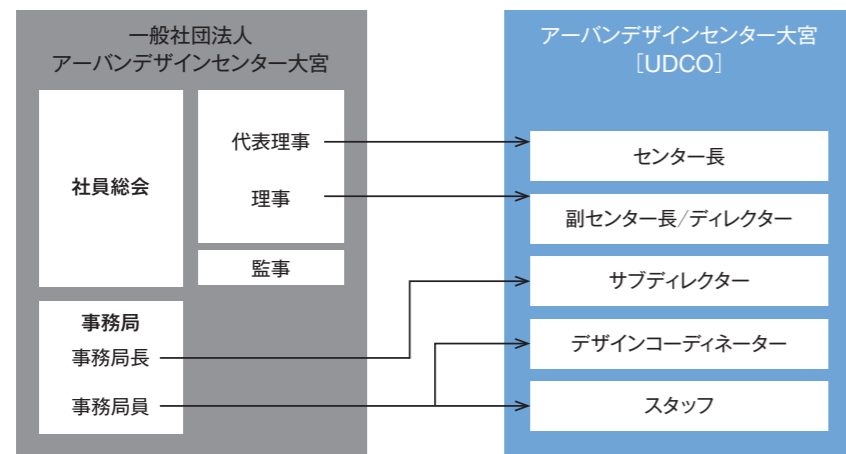 一般社団法人
アーバンデザインセンター大宮
社員総会
代表理事
理事
監事
事務局
事務局長
事務局員
アーバンデザインセンター大宮
［UDCO］
センター長
副センター長/ディレクター
サブディレクター
デザインコーディネーター
スタッフ